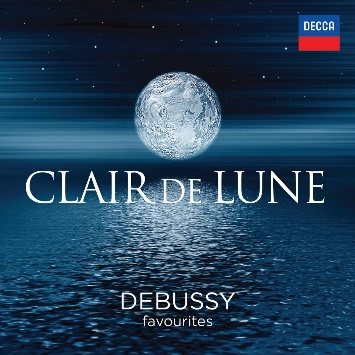 DECCA
CLAIR DE LUNE
DEBUSSY
favourites